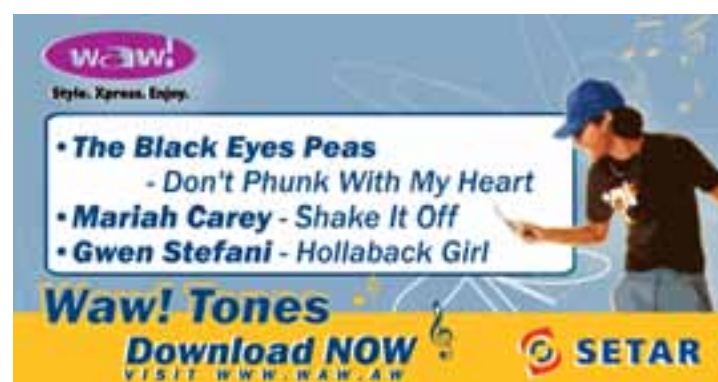 waw!
Style. Xpress. Enjoy.
• The Black Eyes Peas
- Don't Phunk With My Heart
• Mariah Carey - Shake It Off
• Gwen Stefani - Hollaback Girl
Waw! Tones
Download NOW
VISIT WWW.WAW.AW
SETAR